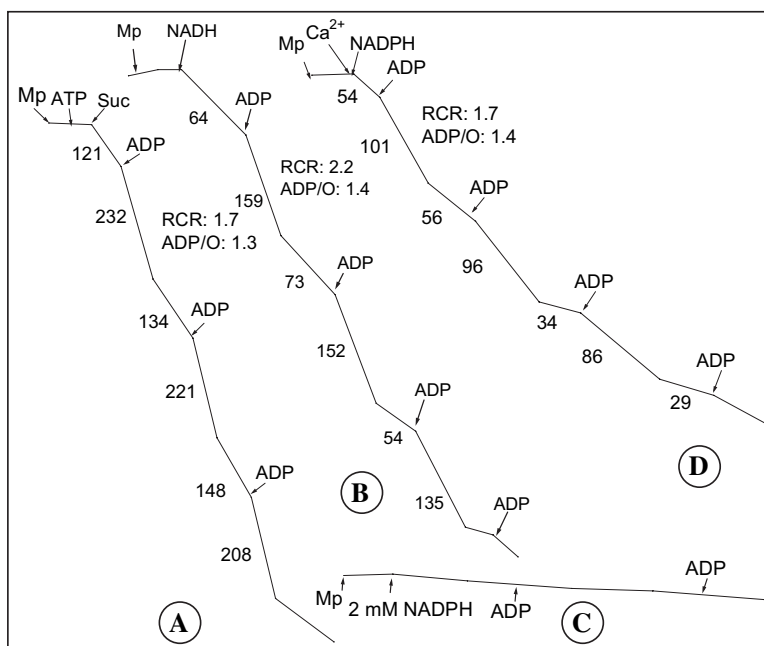 Mp
ATP
Suc
121
ADP
232
RCR: 1.7
ADP/O: 1.3
134
ADP
221
148
ADP
208
A
Mp
NADH
64
ADP
159
RCR: 2.2
ADP/O: 1.4
73
ADP
152
54
ADP
135
ADP
B
Mp
Ca2+
NADPH
54
ADP
101
RCR: 1.7
ADP/O: 1.4
56
ADP
96
34
ADP
86
29
ADP
D
Mp
2 mM NADPH
ADP
ADP
C